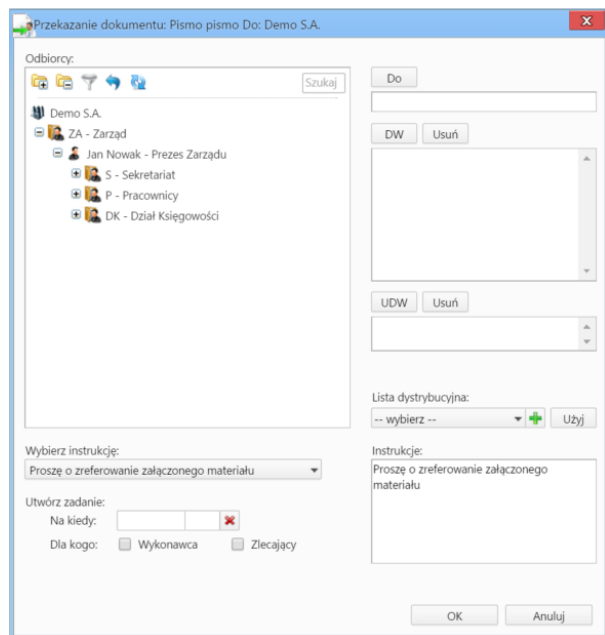 Przekazanie dokumentu: Pismo pismo Do: Demo S.A.
Odbiorcy:
Szukaj
Demo S.A.
ZA - Zarząd
Jan Nowak - Prezes Zarządu
S - Sekretariat
P - Pracownicy
DK - Dział Księgowości
Do
DW Usuń
UDW Usuń
Lista dystrybucyjna:
-- wybierz -- Użyj
Wybierz instrukcję:
Proszę o zreferowanie załączonego materiału
Utwórz zadanie:
Na kiedy:
Dla kogo: Wykonawca Zlecający
Instrukcje:
Proszę o zreferowanie załączonego
materiału
OK Anuluj